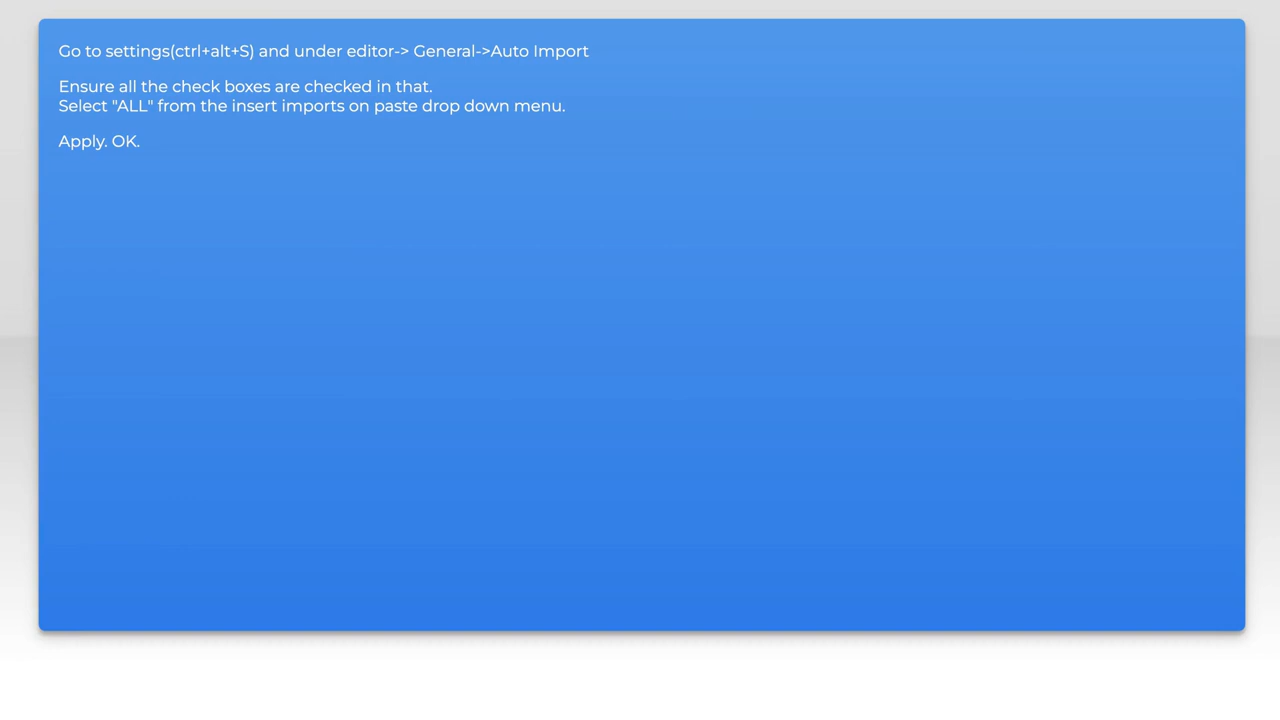 Go to settings(ctrl+alt+S) and under editor-> General->Auto Import
Ensure all the check boxes are checked in that.
Select "ALL" from the insert imports on paste drop down menu.
Apply. OK.